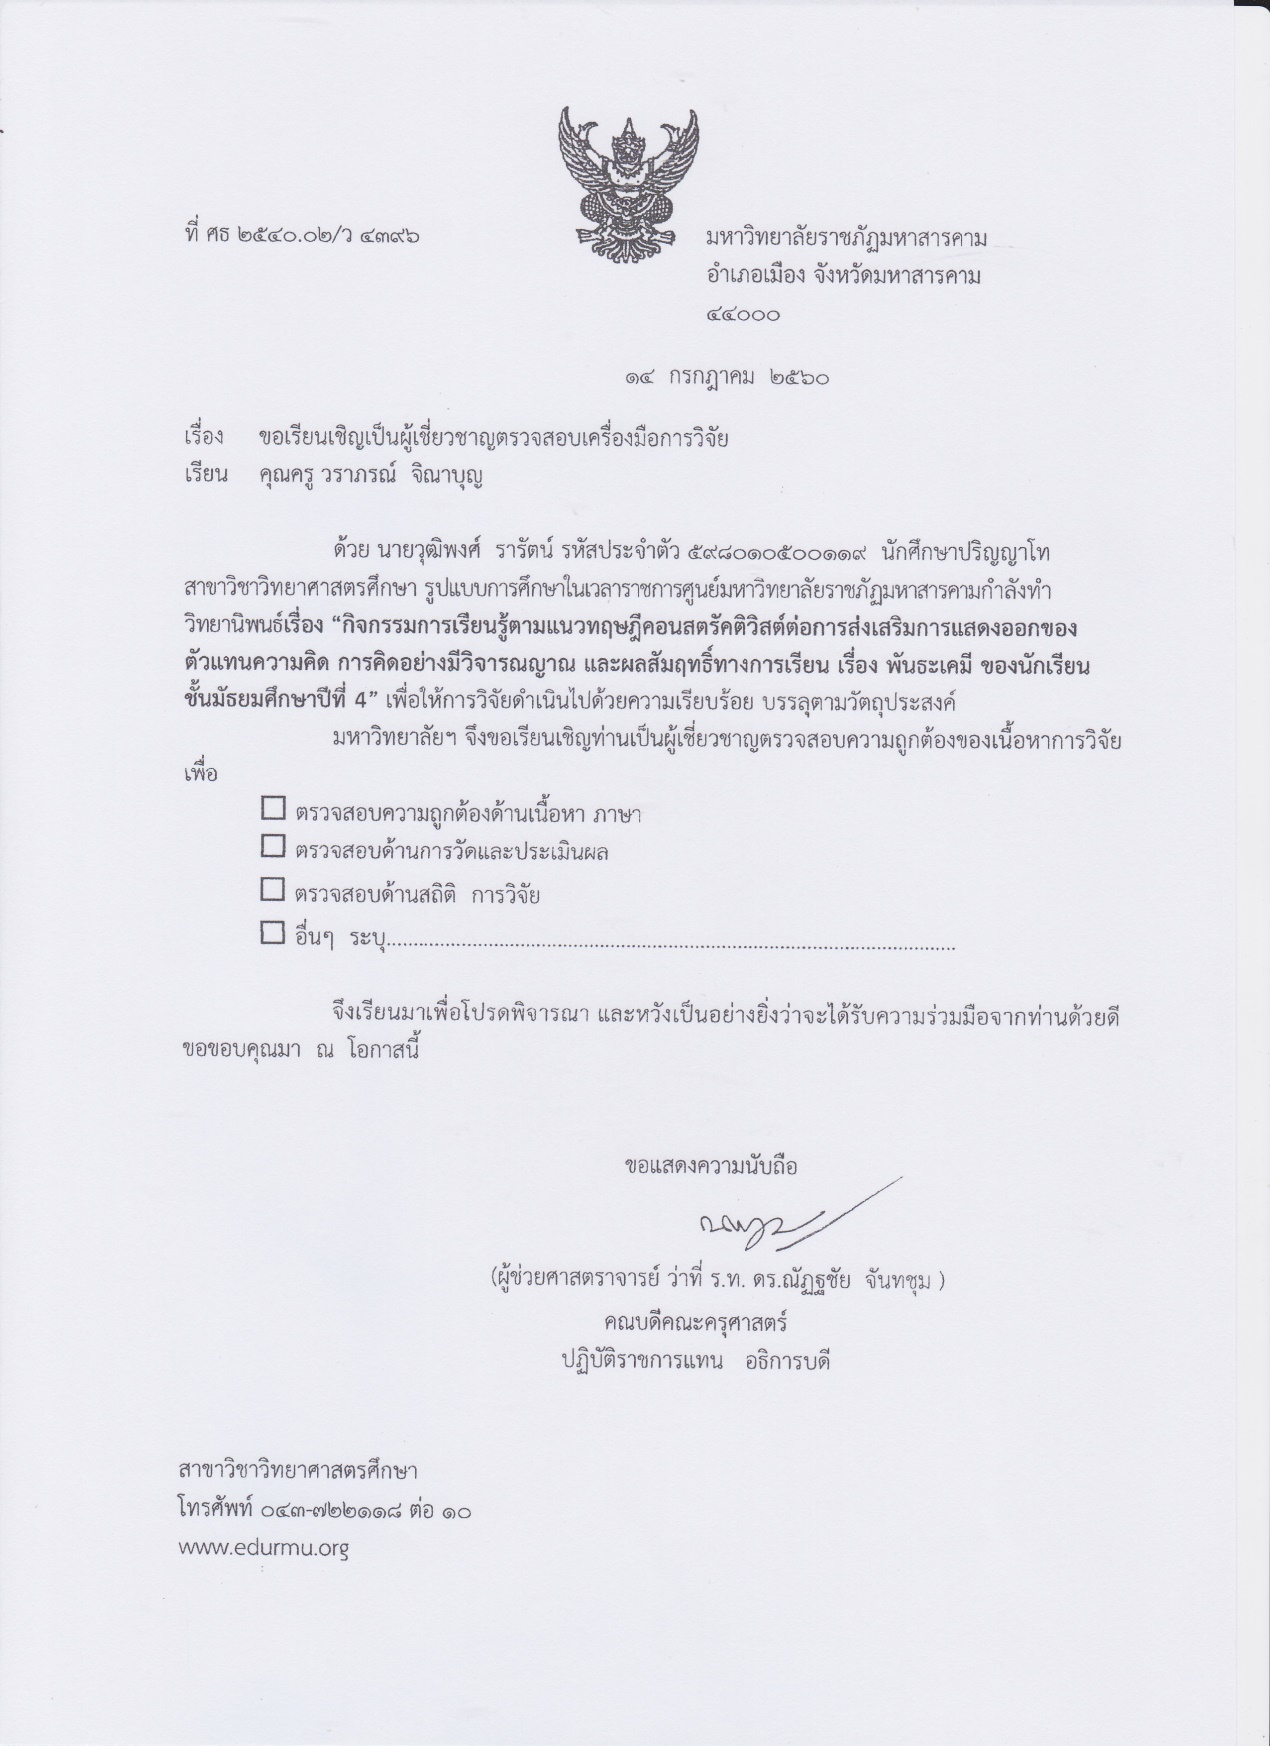 ที่ ศธ ๒๕๔๐.๐๒/ว ๔๓๙๖
มหาวิทยาลัยราชภัฏมหาสารคาม
อำเภอเมือง จังหวัดมหาสารคาม
๔๔๐๐๐
๑๔ กรกฎาคม ๒๕๖๐
เรื่อง ขอเรียนเชิญเป็นผู้เชี่ยวชาญตรวจสอบเครื่องมือการวิจัย
เรียน คุณครู วราภรณ์ จิณาบุญ
ด้วย นายวุฒิพงศ์ รารัตน์ รหัสประจำตัว ๕๙๘๐๑๐๕๐๐๑๑๙ นักศึกษาปริญญาโท
สาขาวิชาวิทยาศาสตรศึกษา รูปแบบการศึกษาในเวลาราชการศูนย์มหาวิทยาลัยราชภัฏมหาสารคามกำลังทำ
วิทยานิพนธ์เรื่อง “กิจกรรมการเรียนรู้ตามแนวทฤษฎีคอนสตรัคติวิสต์ต่อการส่งเสริมการแสดงออกของ
ตัวแทนความคิด การคิดอย่างมีวิจารณญาณ และผลสัมฤทธิ์ทางการเรียน เรื่อง พันธะเคมี ของนักเรียน
ชั้นมัธยมศึกษาปีที่ 4” เพื่อให้การวิจัยดำเนินไปด้วยความเรียบร้อย บรรลุตามวัตถุประสงค์
มหาวิทยาลัยฯ จึงขอเรียนเชิญท่านเป็นผู้เชี่ยวชาญตรวจสอบความถูกต้องของเนื้อหาการวิจัย
เพื่อ
ตรวจสอบความถูกต้องด้านเนื้อหา ภาษา
ตรวจสอบด้านการวัดและประเมินผล
ตรวจสอบด้านสถิติ การวิจัย
อื่นๆ ระบุ..........................................................................................................
จึงเรียนมาเพื่อโปรดพิจารณา และหวังเป็นอย่างยิ่งว่าจะได้รับความร่วมมือจากท่านด้วยดี
ขอขอบคุณมา ณ โอกาสนี้
ขอแสดงความนับถือ
(ผู้ช่วยศาสตราจารย์ ว่าที่ ร.ท. ดร.ณัฏฐชัย จันทชุม )
คณบดีคณะครุศาสตร์
ปฏิบัติราชการแทน อธิการบดี
สาขาวิชาวิทยาศาสตรศึกษา
โทรศัพท์ ๐๔๓-๗๒๒๑๑๘ ต่อ ๑๐
www.edurmu.org